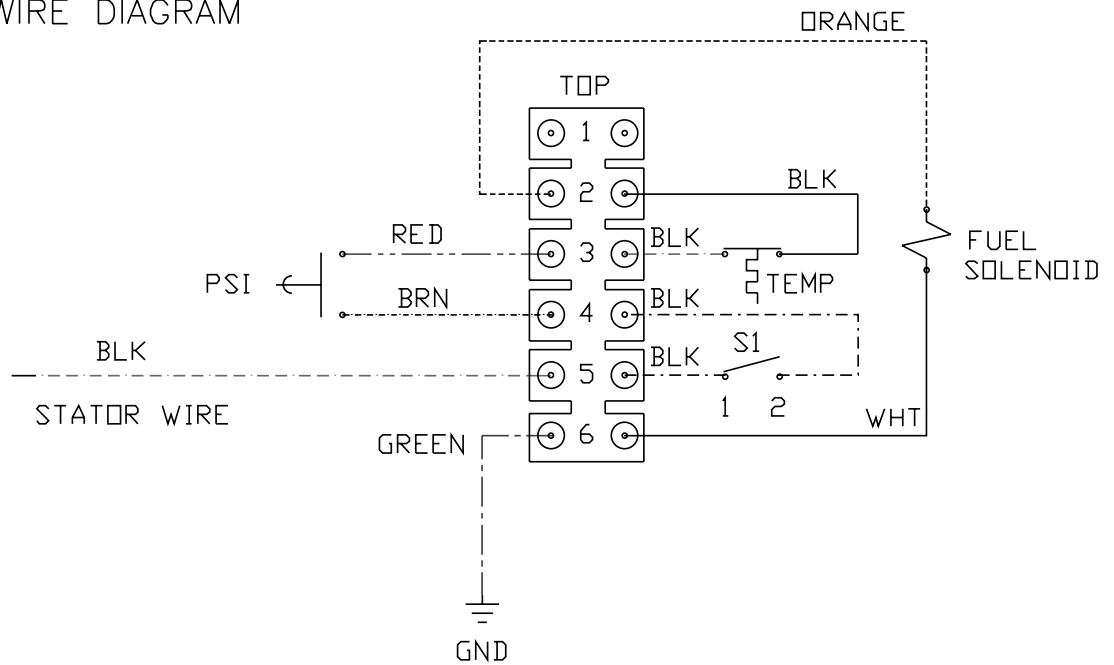 WIRE DIAGRAM
ORANGE
TOP
1
2
BLK
RED
3
BLK
FUEL
SOLENOID
PSI
TEMP
BRN
4
BLK
S1
BLK
5
BLK
1 2
STATOR WIRE
WHT
GREEN
6
GND